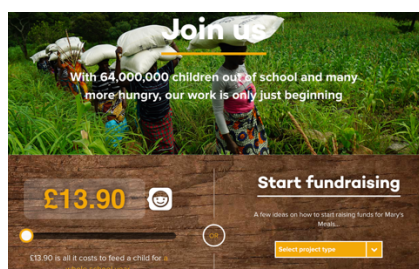 Join us
With 64,000,000 children out of school and many
more hungry, our work is only just beginning
£13.90
£13.90 is all it costs to feed a child for a
OR
Start fundraising
A few ideas on how to start raising funds for Mary's
Meals...
Select project type